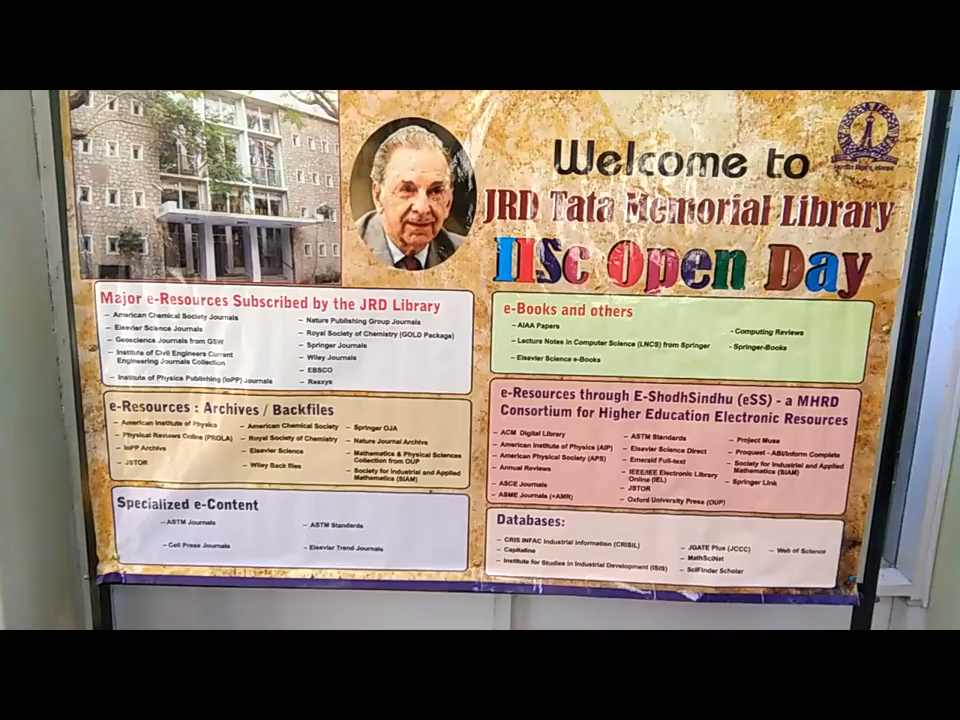 Welcome to
JRD Tata Memorial Library
IISc Open Day
Major e-Resources Subscribed by the JRD Library
– American Chemical Society Journals
– Elsevier Science Journals
– Geoscience Journals from GSW
– Institute of Civil Engineers Current
Engineering Journals Collection
– Institute of Physics Publishing (IoPP) Journals
– Nature Publishing Group Journals
– Royal Society of Chemistry (GOLD Package)
– Springer Journals
– Wiley Journals
– EBSCO
– Reaxys
e-Resources : Archives / Backfiles
– American Institute of Physics
– Physical Reviews Online (PROLA)
– IoPP Archive
– JSTOR
– American Chemical Society
– Royal Society of Chemistry
– Elsevier Science
– Wiley Back files
– Springer OJA
– Nature Journal Archive
– Mathematics & Physical Sciences
Collection from OUP
– Society for Industrial and Applied
Mathematics (SIAM)
Specialized e-Content
– ASTM Journals
– Cell Press Journals
– ASTM Standards
– Elsevier Trend Journals
e-Books and others
– AIAA Papers
– Lecture Notes in Computer Science (LNCS) from Springer
– Elsevier Science e-Books
- Computing Reviews
- Springer-Books
e-Resources through E-ShodhSindhu (eSS) - a MHRD
Consortium for Higher Education Electronic Resources
– ACM Digital Library
– American Institute of Physics (AIP)
– American Physical Society (APS)
– Annual Reviews
– ASCE Journals
– ASME Journals (+AMR)
– ASTM Standards
– Elsevier Science Direct
– Emerald Full-text
– IEEE/IEE Electronic Library
Online (IEL)
– JSTOR
– Oxford University Press (OUP)
– Project Muse
– Proquest - ABI/Inform Complete
– Society for Industrial and Applied
Mathematics (SIAM)
– Springer Link
Databases:
– CRIS INFAC Industrial Information (CRISIL)
– Capitaline
– Institute for Studies in Industrial Development (ISIS)
– JGATE Plus (JCCC)
– MathSciNet
– SciFinder Scholar
– Web of Science